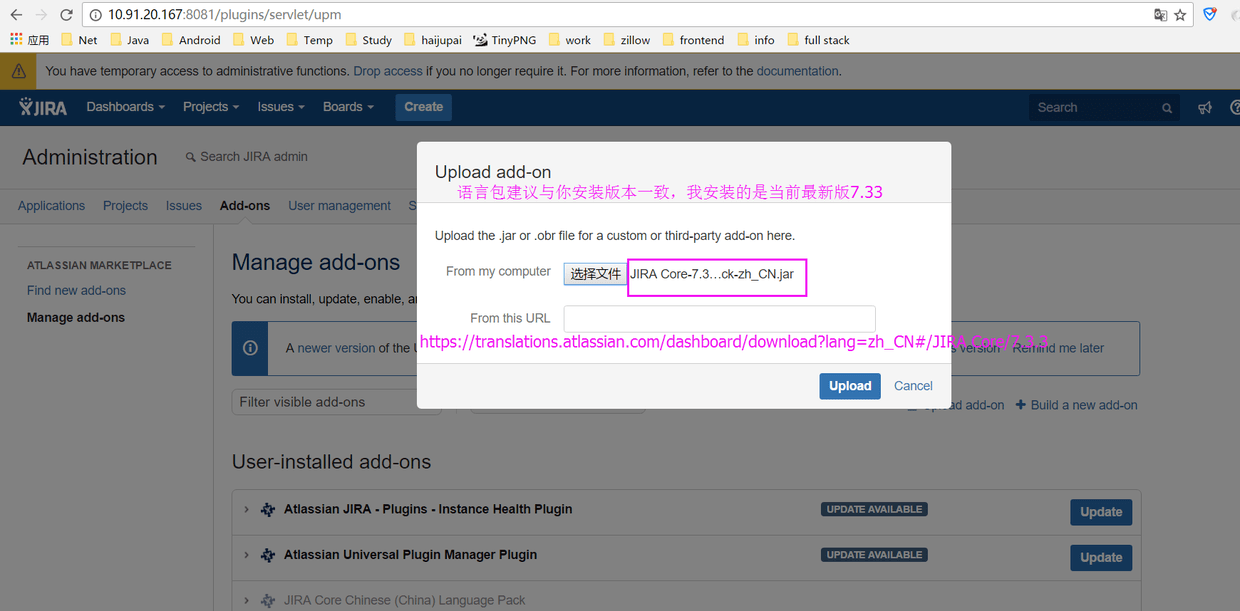 10.91.20.167:8081/plugins/servlet/upm
应用 Net Java Android Web Temp Study haijupai TinyPNG work zillow frontend info full stack
You have temporary access to administrative functions. Drop access if you no longer require it. For more information, refer to the documentation.
JIRA Dashboards Projects Issues Boards Create Search
Administration Search JIRA admin
Upload add-on
语言包建议与你安装版本一致，我安装的是当前最新版7.33
Applications Projects Issues Add-ons User management S
Upload the .jar or .obr file for a custom or third-party add-on here.
ATLASSIAN MARKETPLACE
Find new add-ons
Manage add-ons
Manage add-ons
You can install, update, enable, a
From my computer 选择文件 JIRA Core-7.3…ck-zh_CN.jar
From this URL
https://translations.atlassian.com/dashboard/download?lang=zh_CN#/JIRA Core/7.3.3
A newer version of the U
version Remind me later
Upload Cancel
Filter visible add-ons
Upload add-on Build a new add-on
User-installed add-ons
Atlassian JIRA - Plugins - Instance Health Plugin UPDATE AVAILABLE Update
Atlassian Universal Plugin Manager Plugin UPDATE AVAILABLE Update
JIRA Core Chinese (China) Language Pack